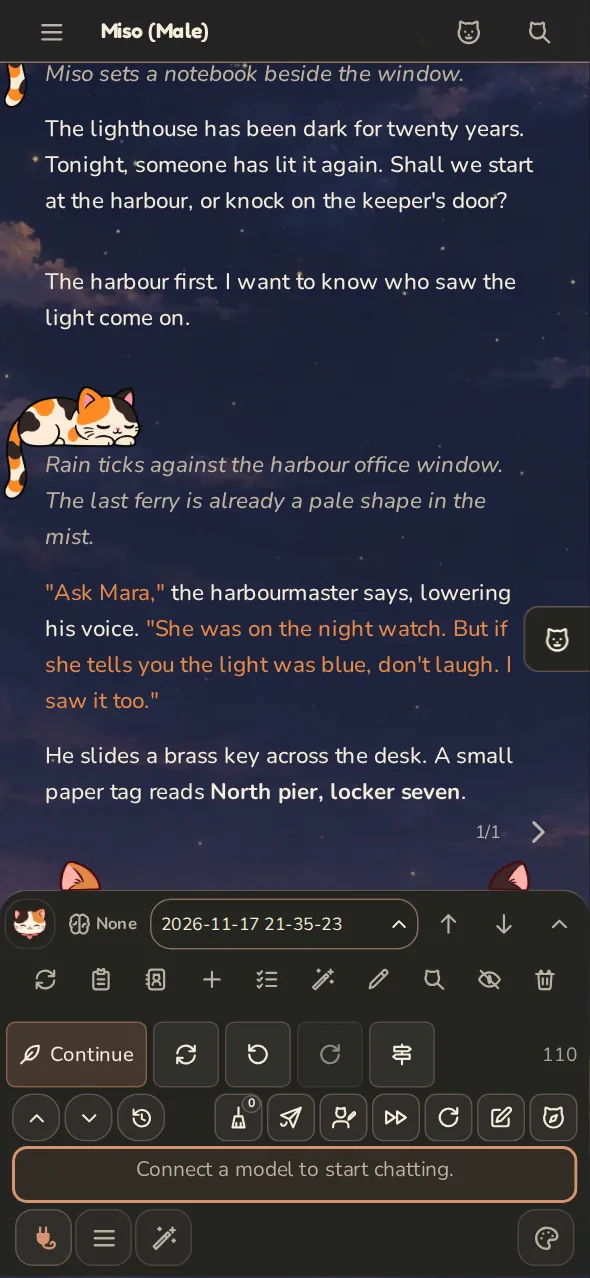 Miso (Male)
Miso sets a notebook beside the window.
The lighthouse has been dark for twenty years.
Tonight, someone has lit it again. Shall we start
at the harbour, or knock on the keeper's door?
The harbour first. I want to know who saw the
light come on.
Rain ticks against the harbour office window.
The last ferry is already a pale shape in the
mist.
"Ask Mara," the harbourmaster says, lowering
his voice. "She was on the night watch. But if
she tells you the light was blue, don't laugh. I
saw it too."
He slides a brass key across the desk. A small
paper tag reads North pier, locker seven.
1/1
None
2026-11-17 21-35-23
Continue
110
0
Connect a model to start chatting.